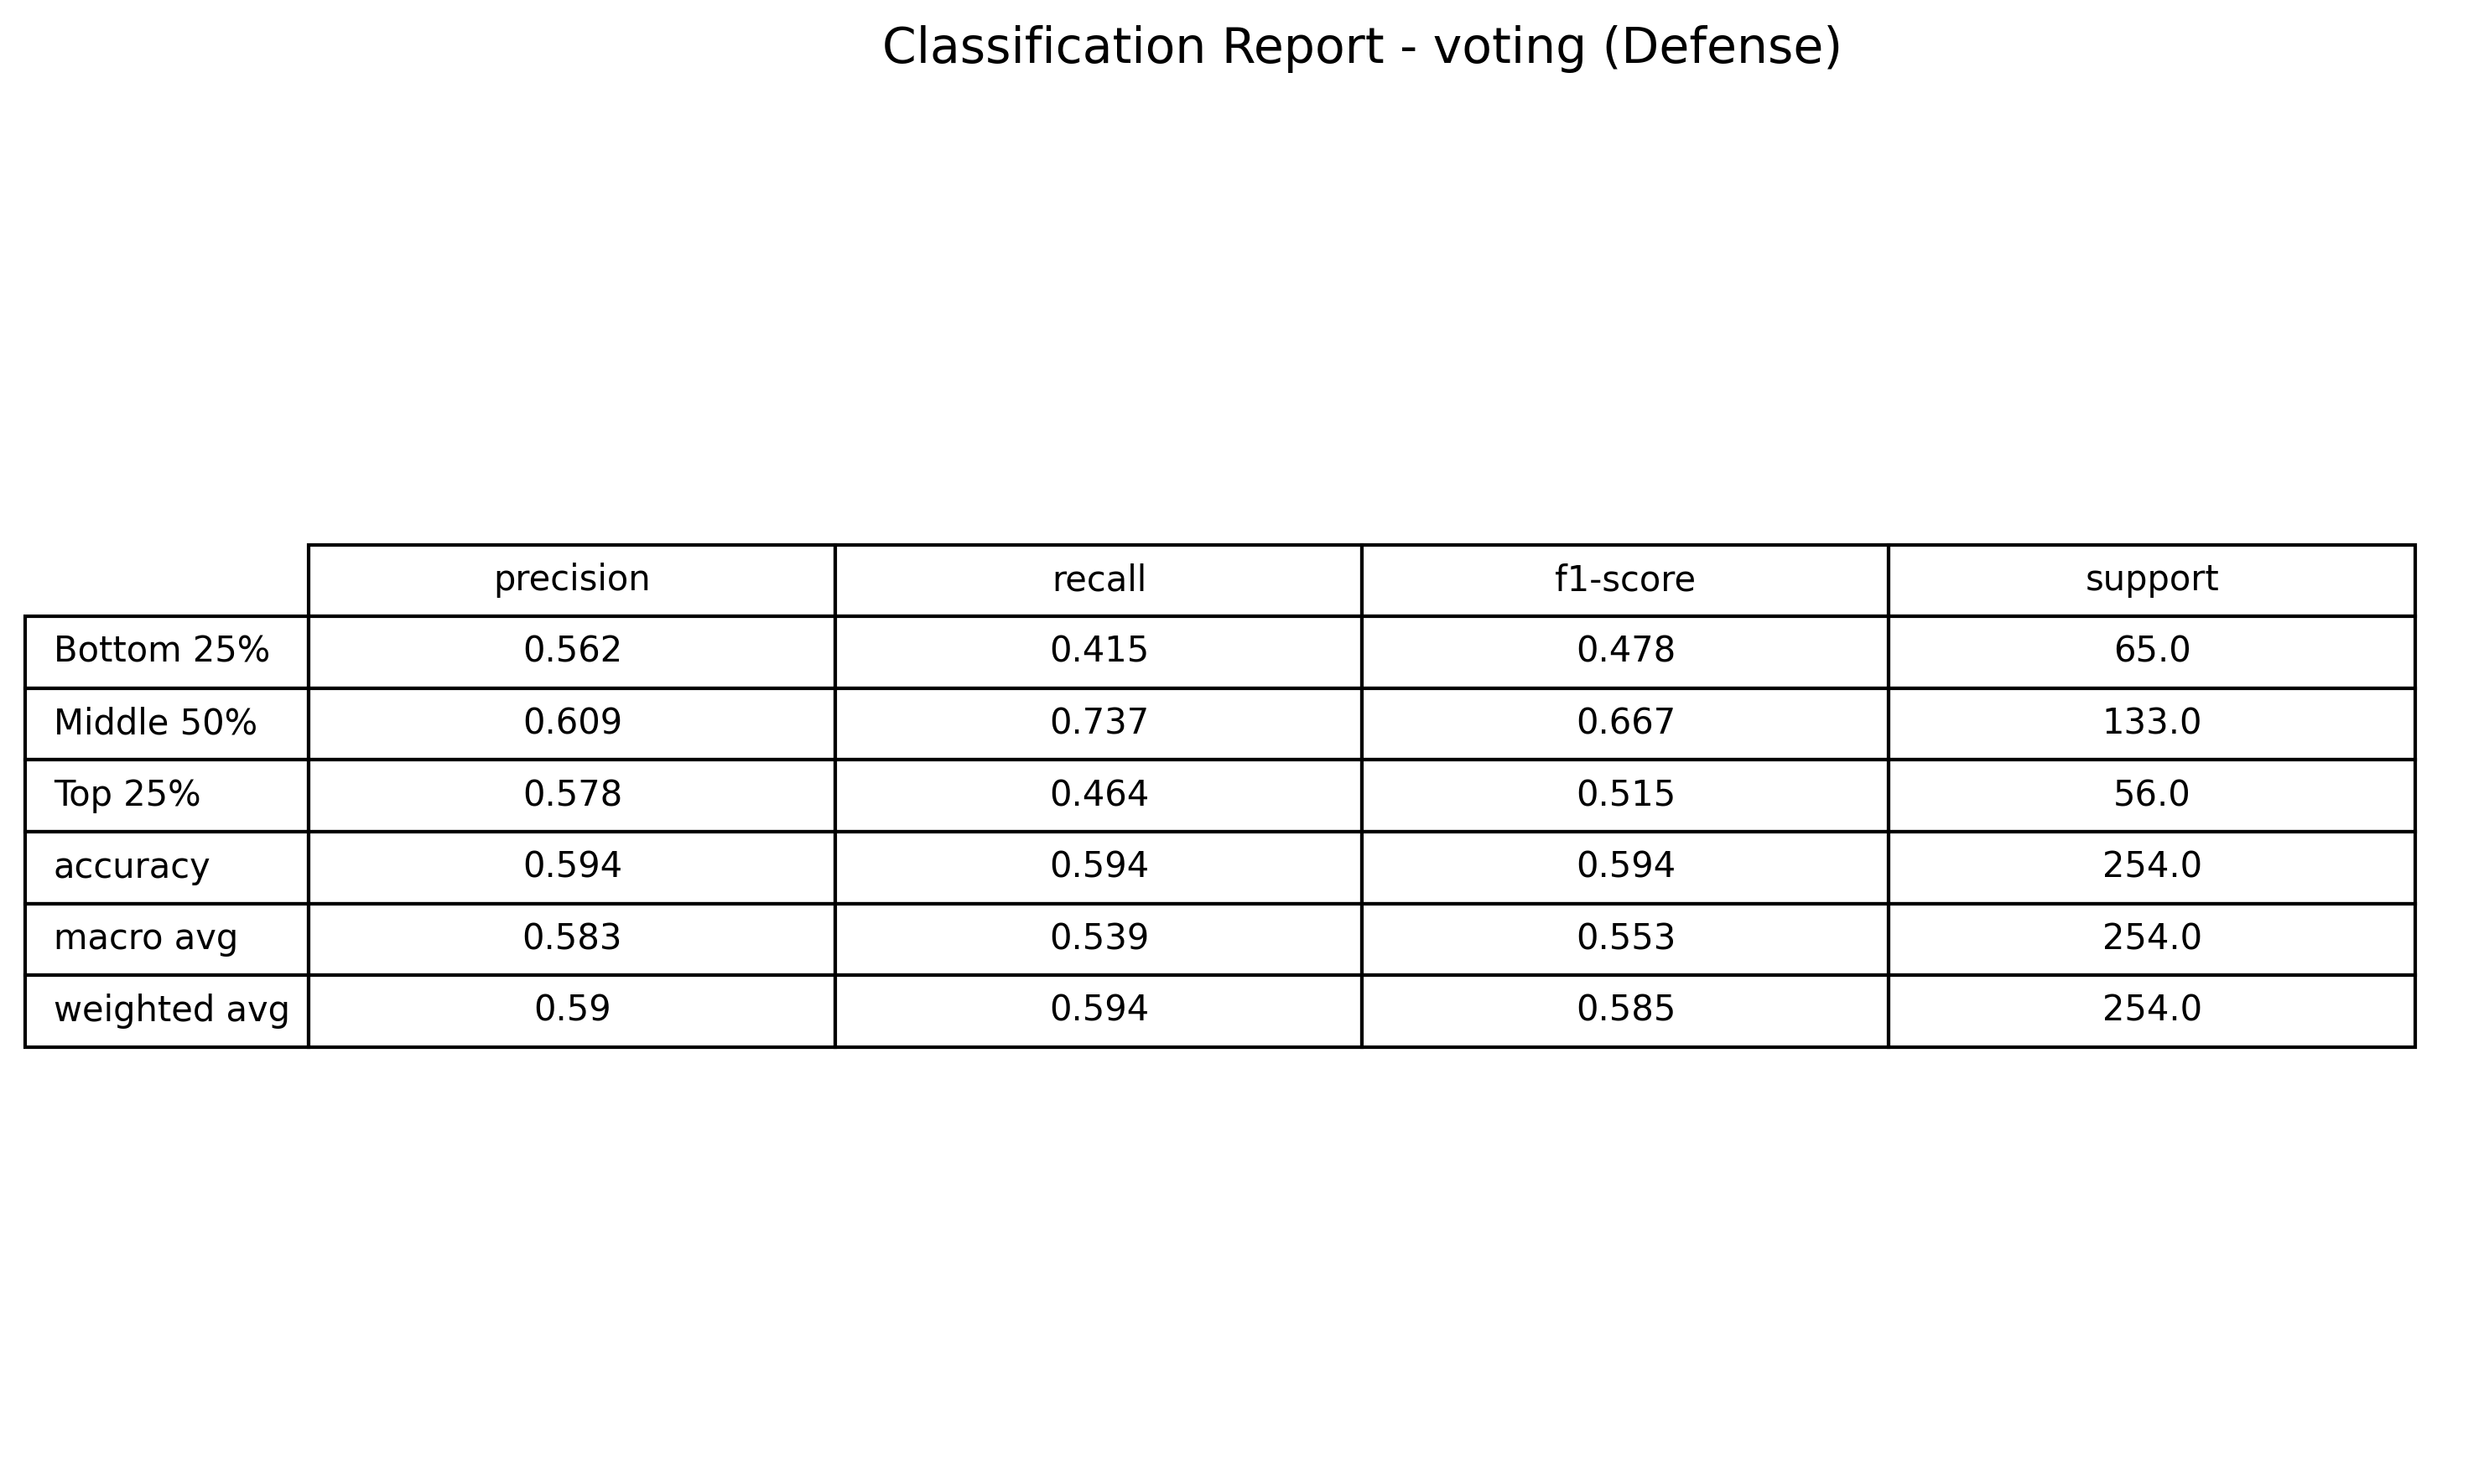 Classification Report - voting (Defense)
precision recall f1-score support
Bottom 25% 0.562 0.415 0.478 65.0
Middle 50% 0.609 0.737 0.667 133.0
Top 25% 0.578 0.464 0.515 56.0
accuracy 0.594 0.594 0.594 254.0
macro avg 0.583 0.539 0.553 254.0
weighted avg 0.59 0.594 0.585 254.0